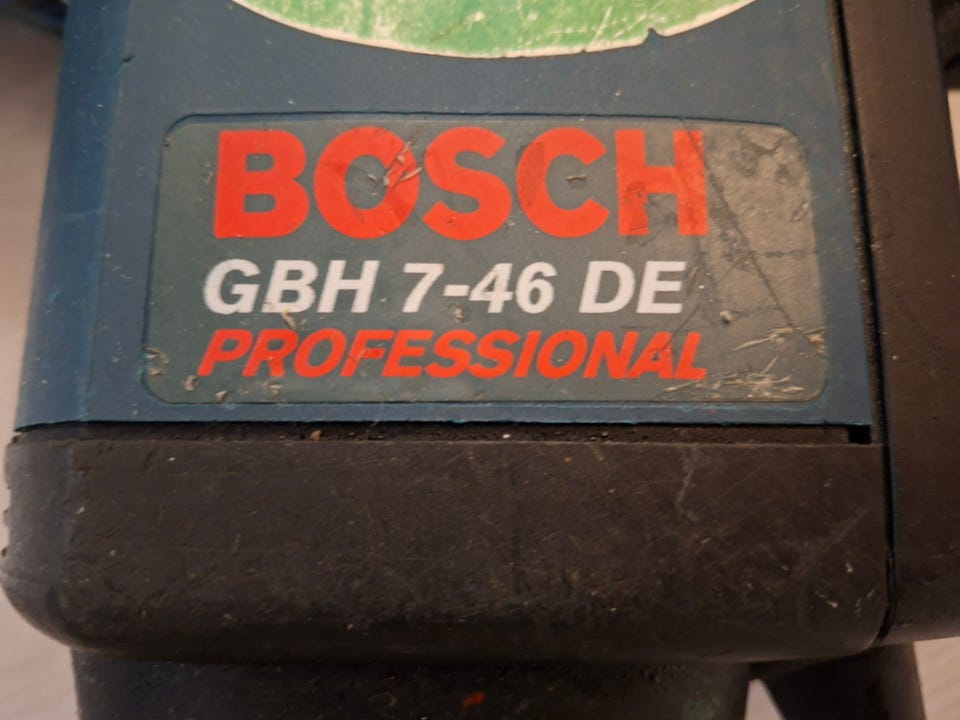 BOSCH
GBH 7-46 DE
PROFESSIONAL